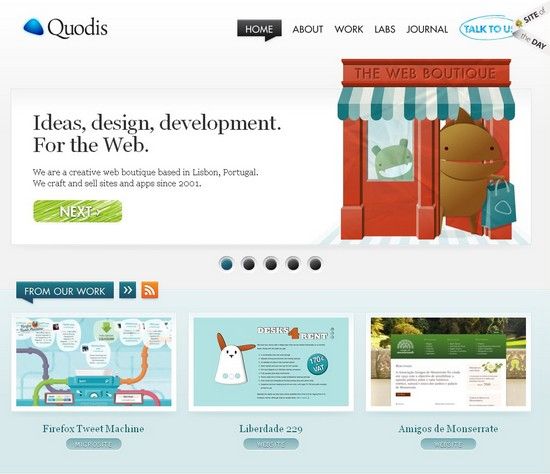 Quodis
HOME
ABOUT
WORK
LABS
JOURNAL
TALK TO US
SITE of the DAY
THE WEB BOUTIQUE
Ideas, design, development.
For the Web.
We are a creative web boutique based in Lisbon, Portugal.
We craft and sell sites and apps since 2001.
NEXT
FROM OUR WORK
DESKS 4 RENT
170€
VAT
Firefox Tweet Machine
Liberdade 229
Amigos de Monserrate
MICROSITE
WEBSITE
WEBSITE